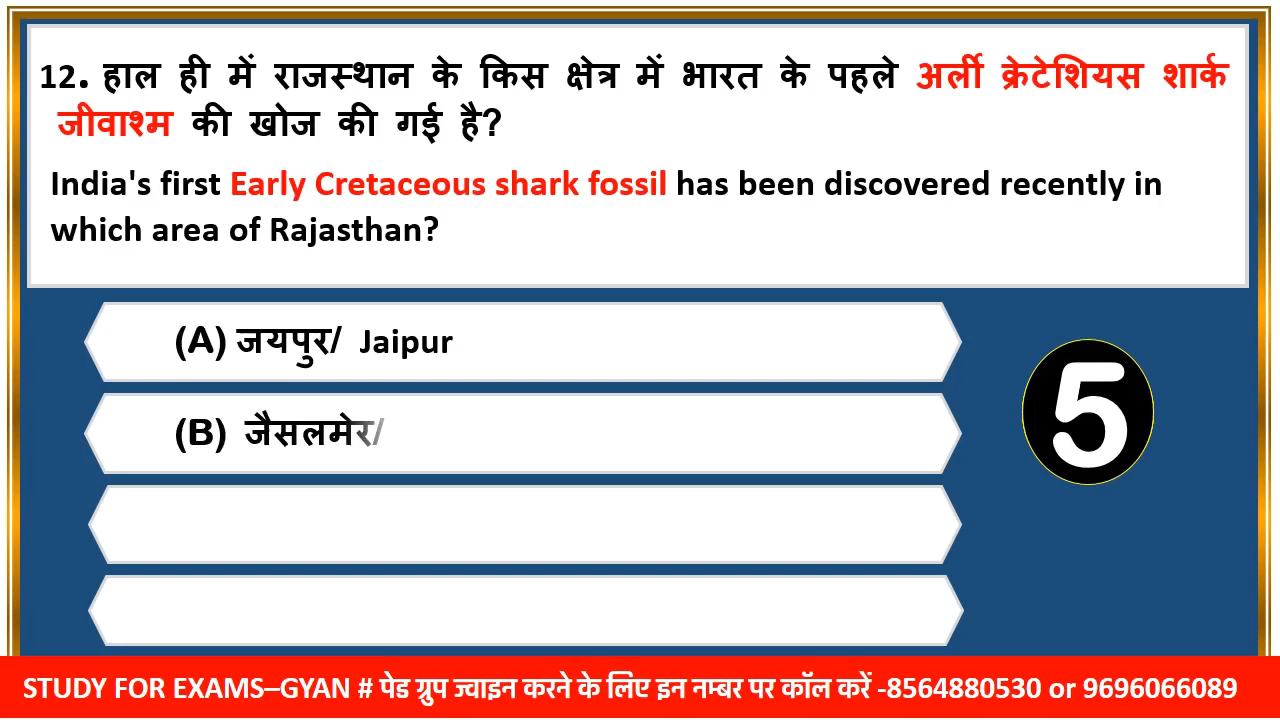 12. हाल ही में राजस्थान के किस क्षेत्र में भारत के पहले अर्ली क्रेटेशियस शार्क
जीवाश्म की खोज की गई है?
India's first Early Cretaceous shark fossil has been discovered recently in
which area of Rajasthan?
(A) जयपुर/ Jaipur
(B) जैसलमेर/
5
STUDY FOR EXAMS–GYAN # पेड ग्रुप ज्वाइन करने के लिए इन नम्बर पर कॉल करें -8564880530 or 9696066089